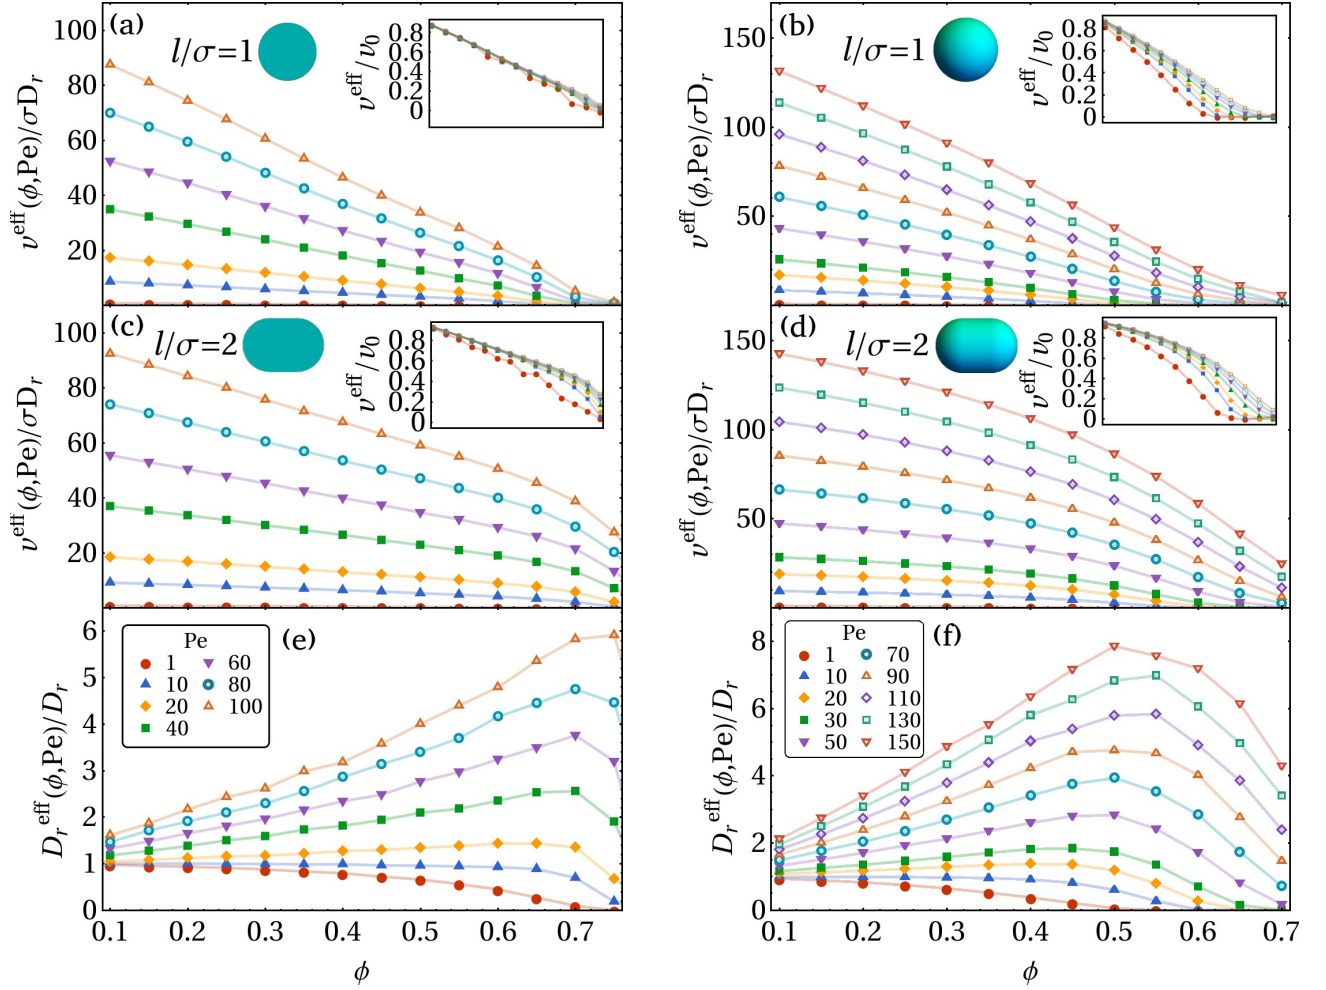 (a)
l/σ=1
v^eff(ϕ,Pe)/σD_r
100
80
60
40
20
v^eff/v_0
0.8
0.6
0.4
0.2
0
(b)
l/σ=1
v^eff(ϕ,Pe)/σD_r
150
100
50
v^eff/v_0
0.8
0.6
0.4
0.2
0
(c)
l/σ=2
v^eff(ϕ,Pe)/σD_r
100
80
60
40
20
v^eff/v_0
0.8
0.6
0.4
0.2
0
(d)
l/σ=2
v^eff(ϕ,Pe)/σD_r
150
100
50
v^eff/v_0
0.8
0.6
0.4
0.2
0
(e)
D_r^eff(ϕ,Pe)/D_r
6
5
4
3
2
1
0
Pe
1 60
10 80
20 100
40
0.1 0.2 0.3 0.4 0.5 0.6 0.7
ϕ
(f)
D_r^eff(ϕ,Pe)/D_r
8
6
4
2
0
Pe
1 70
10 90
20 110
30 130
50 150
0.1 0.2 0.3 0.4 0.5 0.6 0.7
ϕ